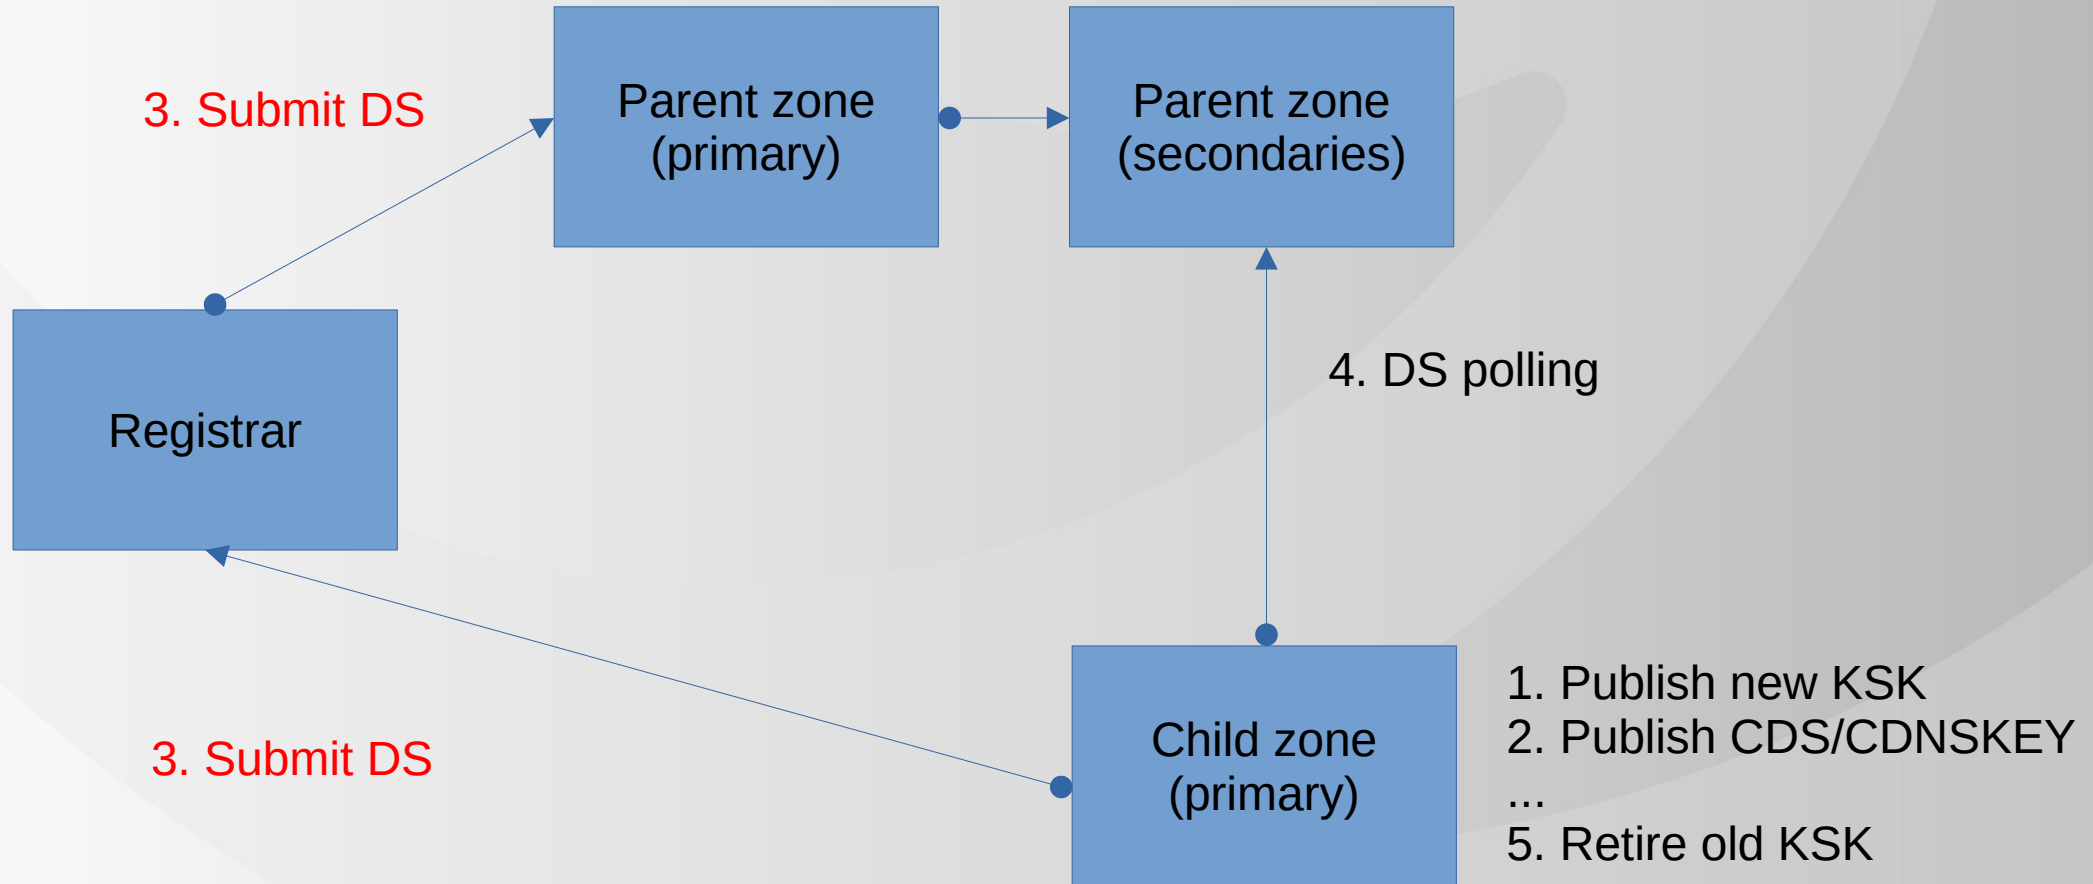 3. Submit DS
Parent zone
(primary)
Parent zone
(secondaries)
Registrar
4. DS polling
3. Submit DS
Child zone
(primary)
1. Publish new KSK
2. Publish CDS/CDNSKEY
...
5. Retire old KSK